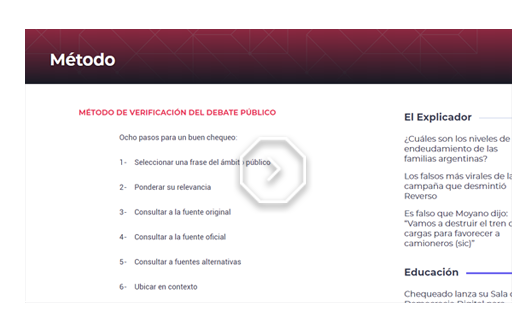 Método
MÉTODO DE VERIFICACIÓN DEL DEBATE PÚBLICO
Ocho pasos para un buen chequeo:
1- Seleccionar una frase del ámbito público
2- Ponderar su relevancia
3- Consultar a la fuente original
4- Consultar a la fuente oficial
5- Consultar a fuentes alternativas
6- Ubicar en contexto
El Explicador
¿Cuáles son los niveles de
endeudamiento de las
familias argentinas?
Los falsos más virales de la
campaña que desmintió
Reverso
Es falso que Moyano dijo:
"Vamos a destruir el tren de
cargas para favorecer a
camioneros (sic)"
Educación
Chequeado lanza su Sala de